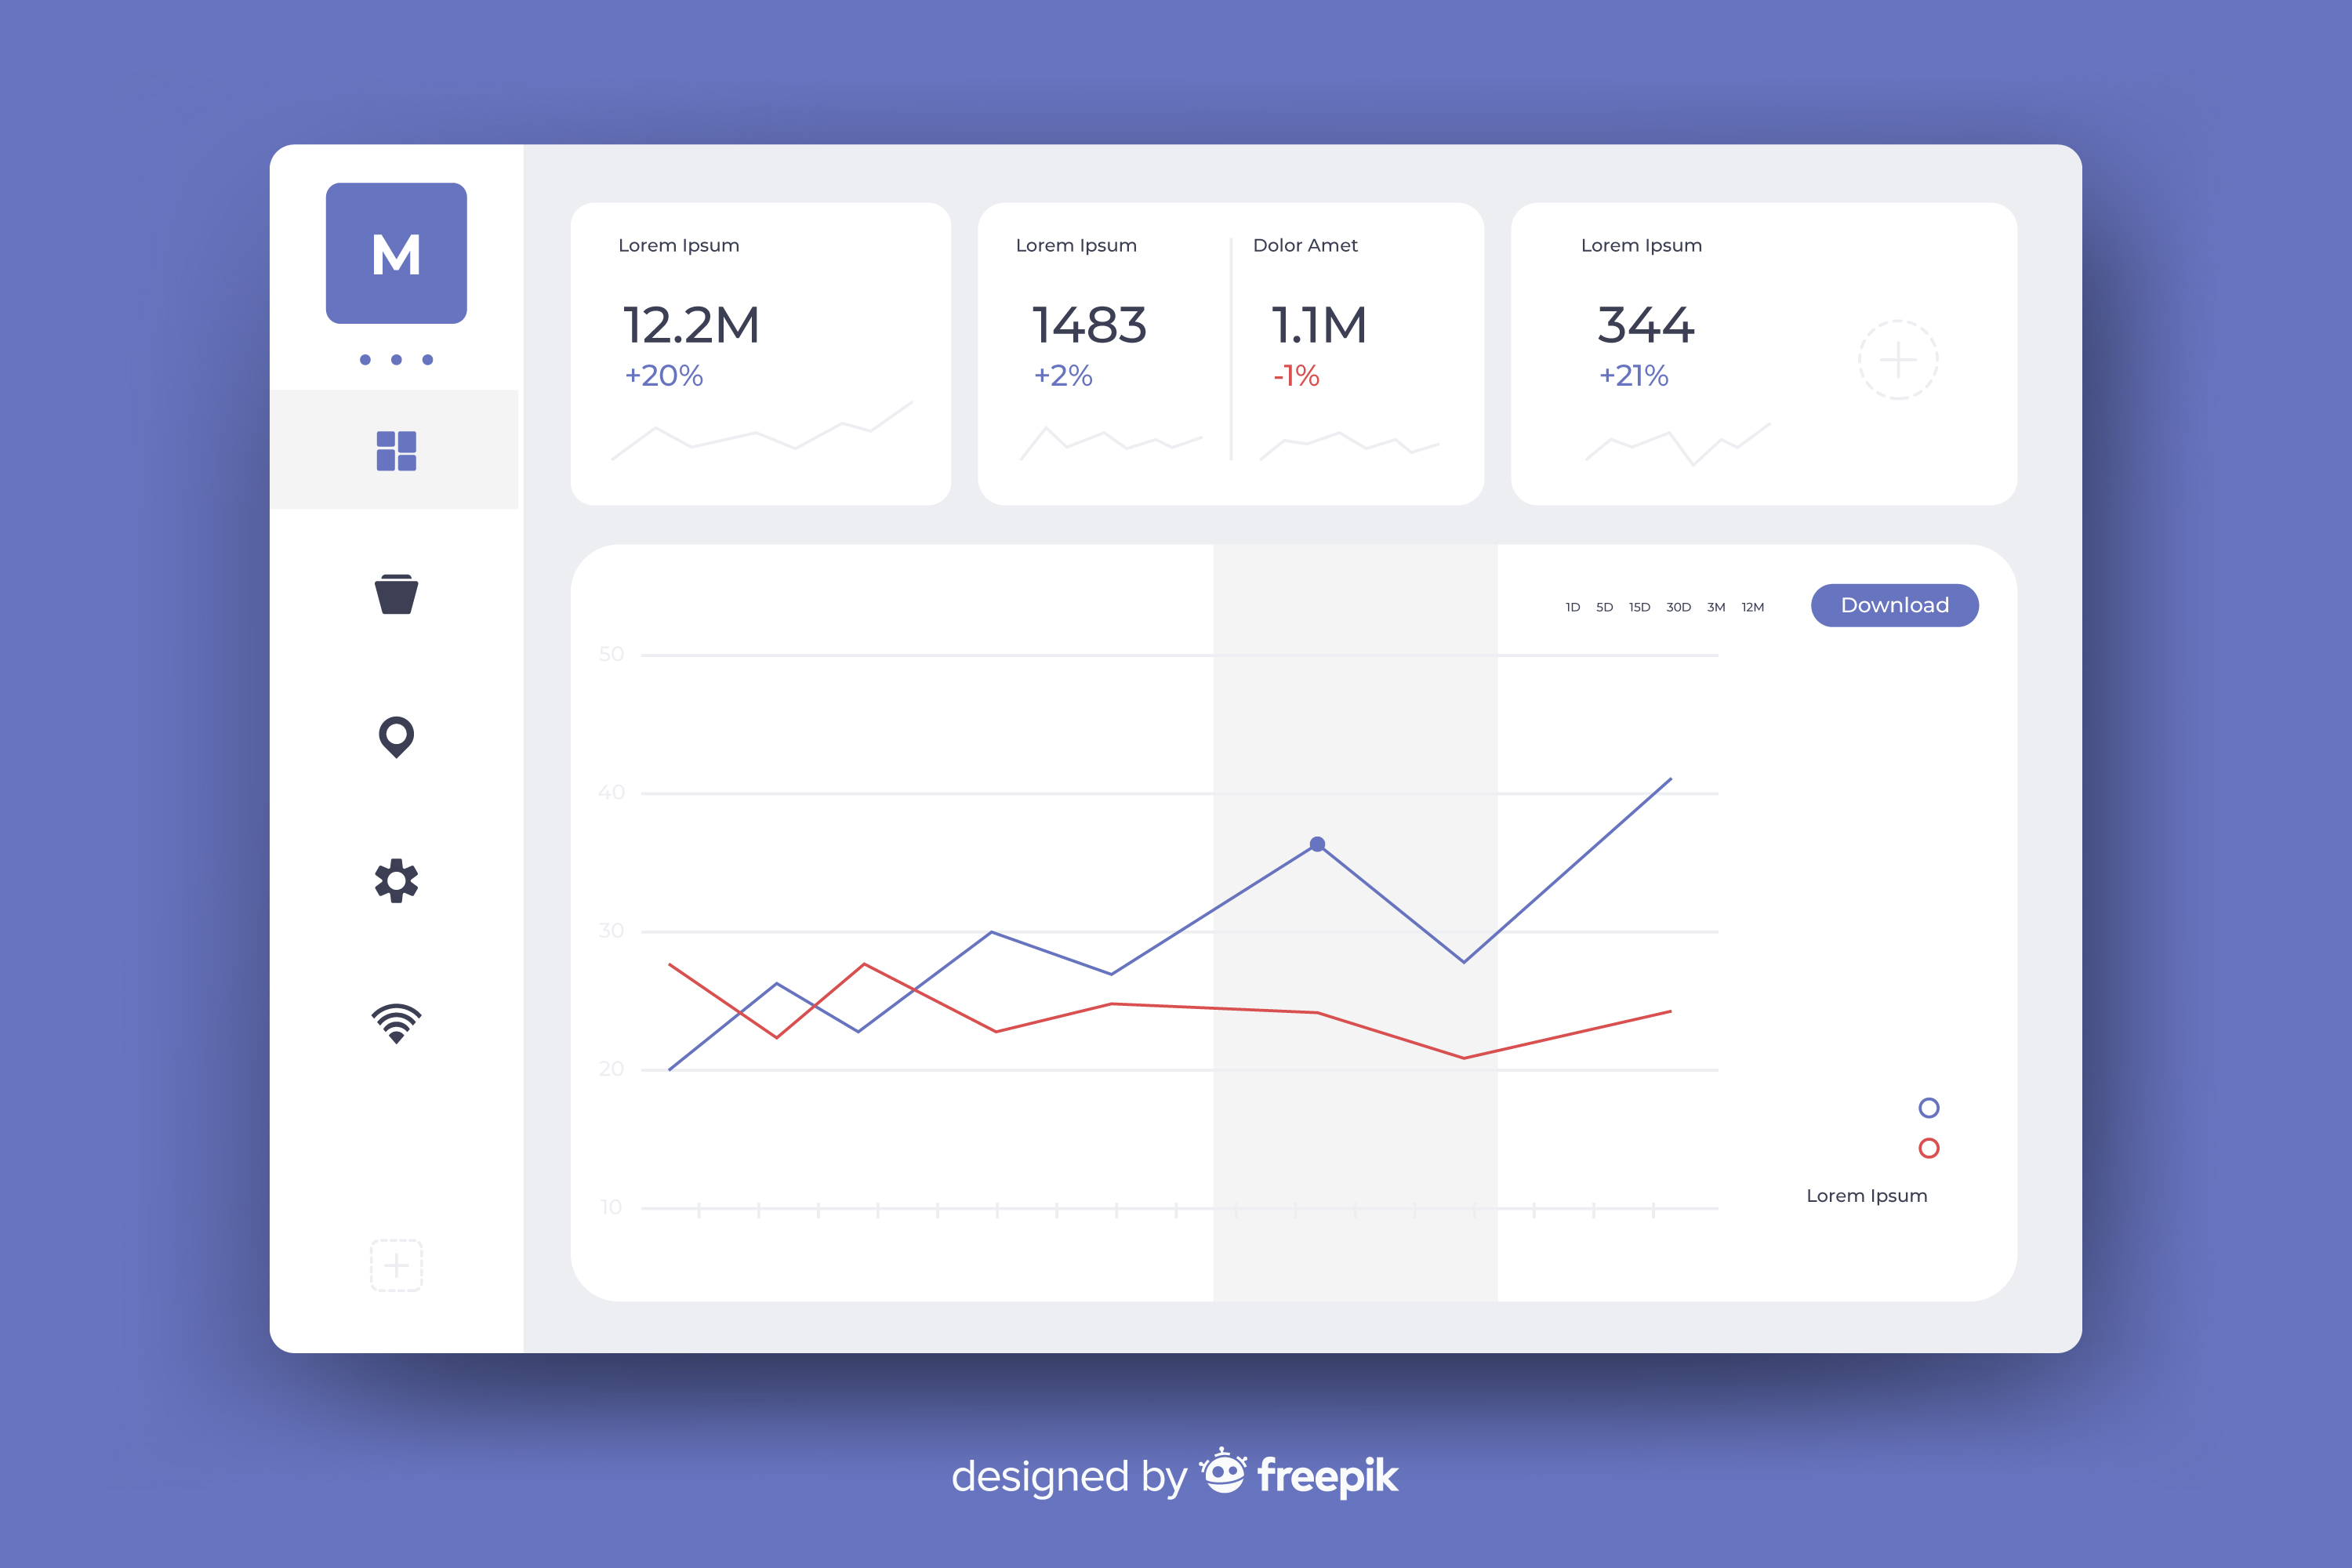 M
Lorem Ipsum
12.2M
+20%
Lorem Ipsum
1483
+2%
Dolor Amet
1.1M
-1%
Lorem Ipsum
344
+21%
1D 5D 15D 30D 3M 12M
Download
50
40
30
20
10
Lorem Ipsum
designed by freepik